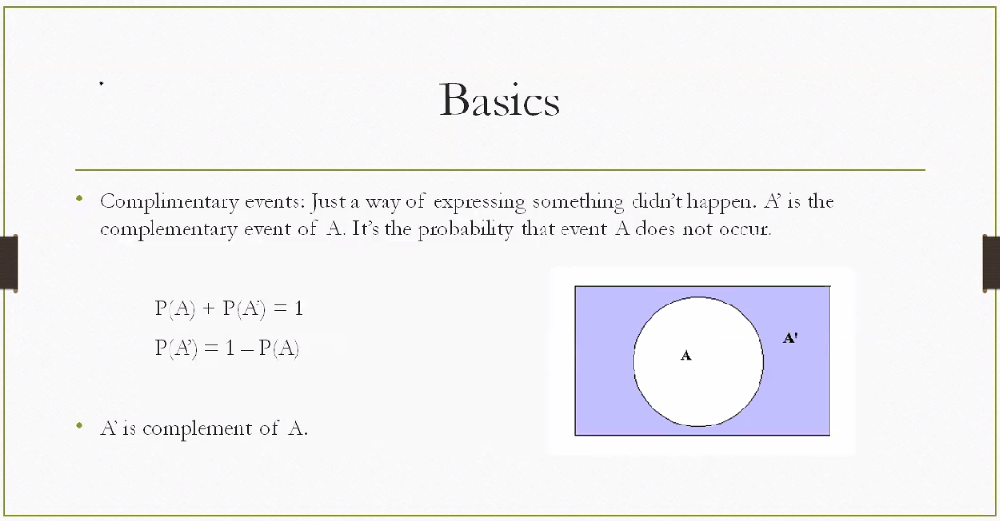 Basics
• Complimentary events: Just a way of expressing something didn’t happen. A’ is the
complementary event of A. It’s the probability that event A does not occur.
P(A) + P(A’) = 1
P(A’) = 1 – P(A)
A
A'
• A’ is complement of A.